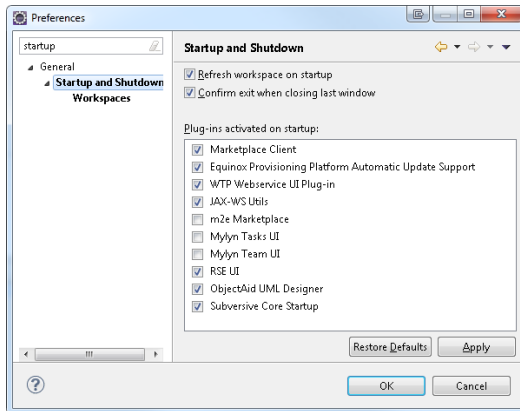 Preferences
startup
General
Startup and Shutdown
Workspaces
Startup and Shutdown
Refresh workspace on startup
Confirm exit when closing last window
Plug-ins activated on startup:
Marketplace Client
Equinox Provisioning Platform Automatic Update Support
WTP Webservice UI Plug-in
JAX-WS Utils
m2e Marketplace
Mylyn Tasks UI
Mylyn Team UI
RSE UI
ObjectAid UML Designer
Subversive Core Startup
Restore Defaults
Apply
OK
Cancel